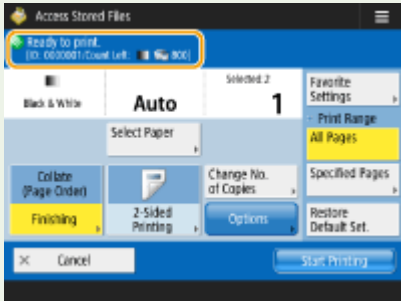 Access Stored Files
Ready to print.
(ID: 0000001/Count Left: 800)
Black & White
Auto
Selected:2
1
Favorite
Settings
Print Range
All Pages
Select Paper
Collate
(Page Order)
Change No.
of Copies
Specified Pages
Finishing
2-Sided
Printing
Options
Restore
Default Set.
× Cancel
Start Printing